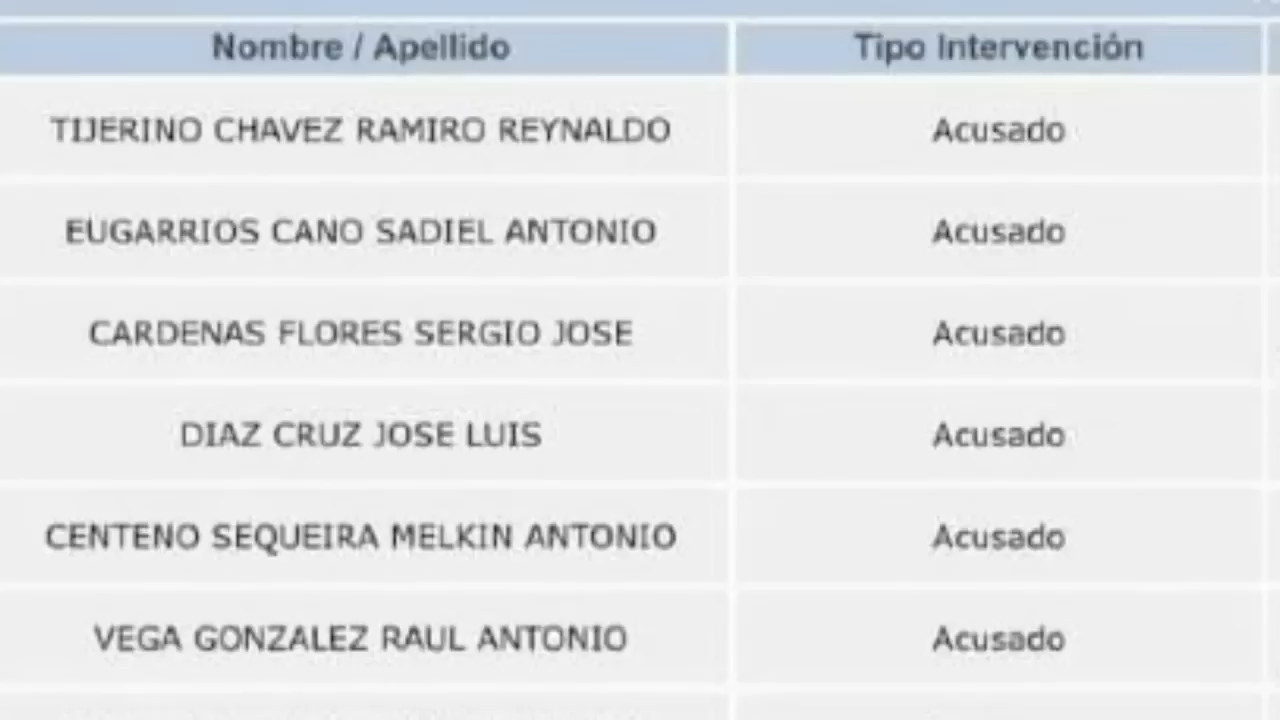 Nombre / Apellido Tipo Intervención
TIJERINO CHAVEZ RAMIRO REYNALDO Acusado
EUGARRIOS CANO SADIEL ANTONIO Acusado
CARDENAS FLORES SERGIO JOSE Acusado
DIAZ CRUZ JOSE LUIS Acusado
CENTENO SEQUEIRA MELKIN ANTONIO Acusado
VEGA GONZALEZ RAUL ANTONIO Acusado